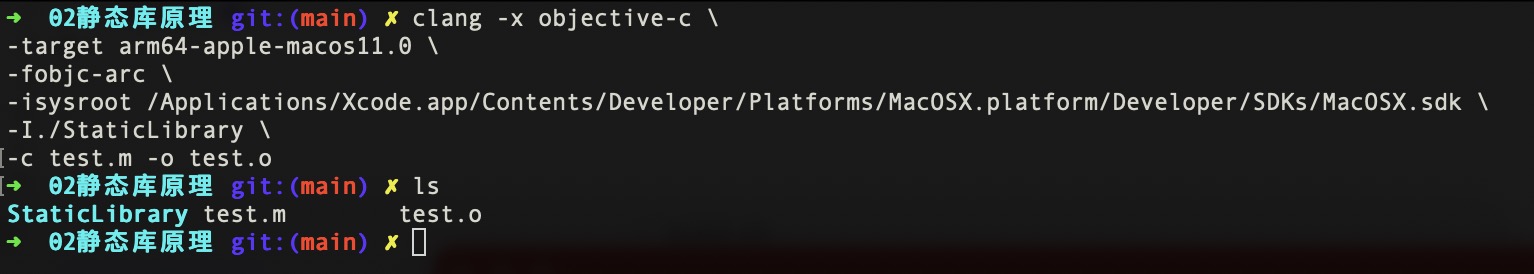 ➜  02静态库原理 git:(main) ✗ clang -x objective-c \
-target arm64-apple-macos11.0 \
-fobjc-arc \
-isysroot /Applications/Xcode.app/Contents/Developer/Platforms/MacOSX.platform/Developer/SDKs/MacOSX.sdk \
-I./StaticLibrary \
-c test.m -o test.o
➜  02静态库原理 git:(main) ✗ ls
StaticLibrary test.m        test.o
➜  02静态库原理 git:(main) ✗